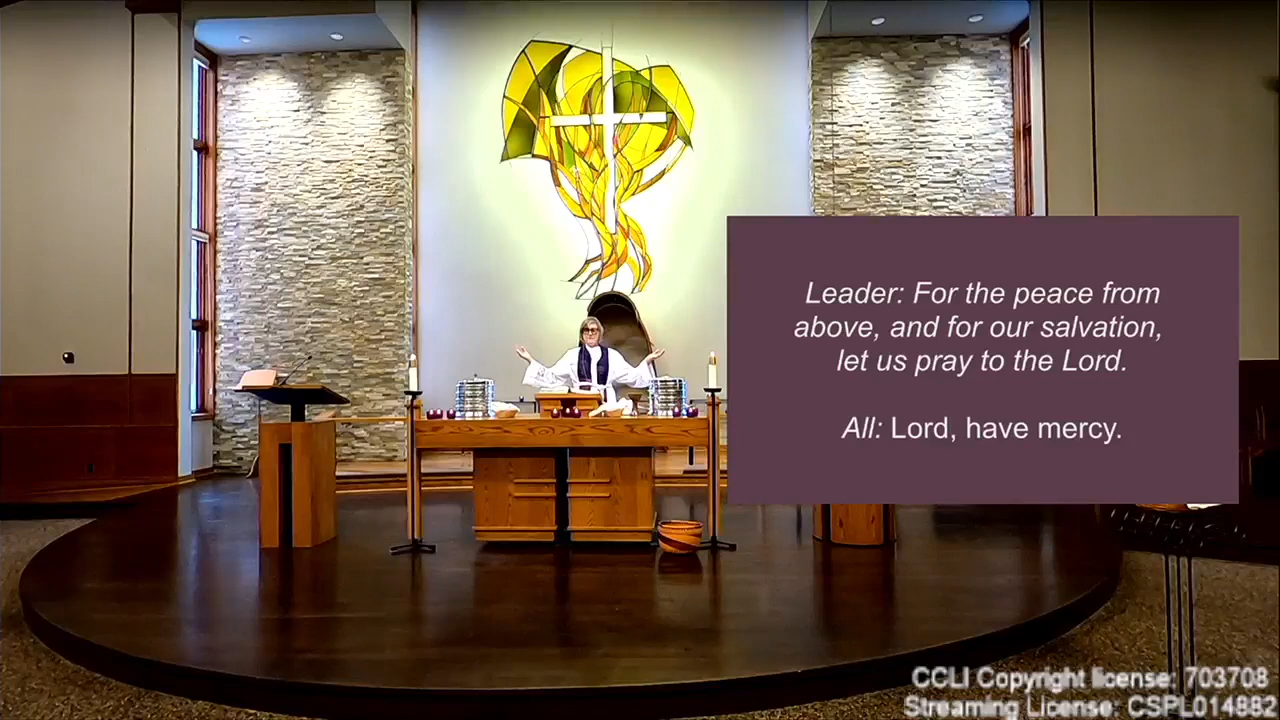 Leader: For the peace from
above, and for our salvation,
let us pray to the Lord.
All: Lord, have mercy.
CCLI Copyright license: 703708
Streaming License: CSPL014882